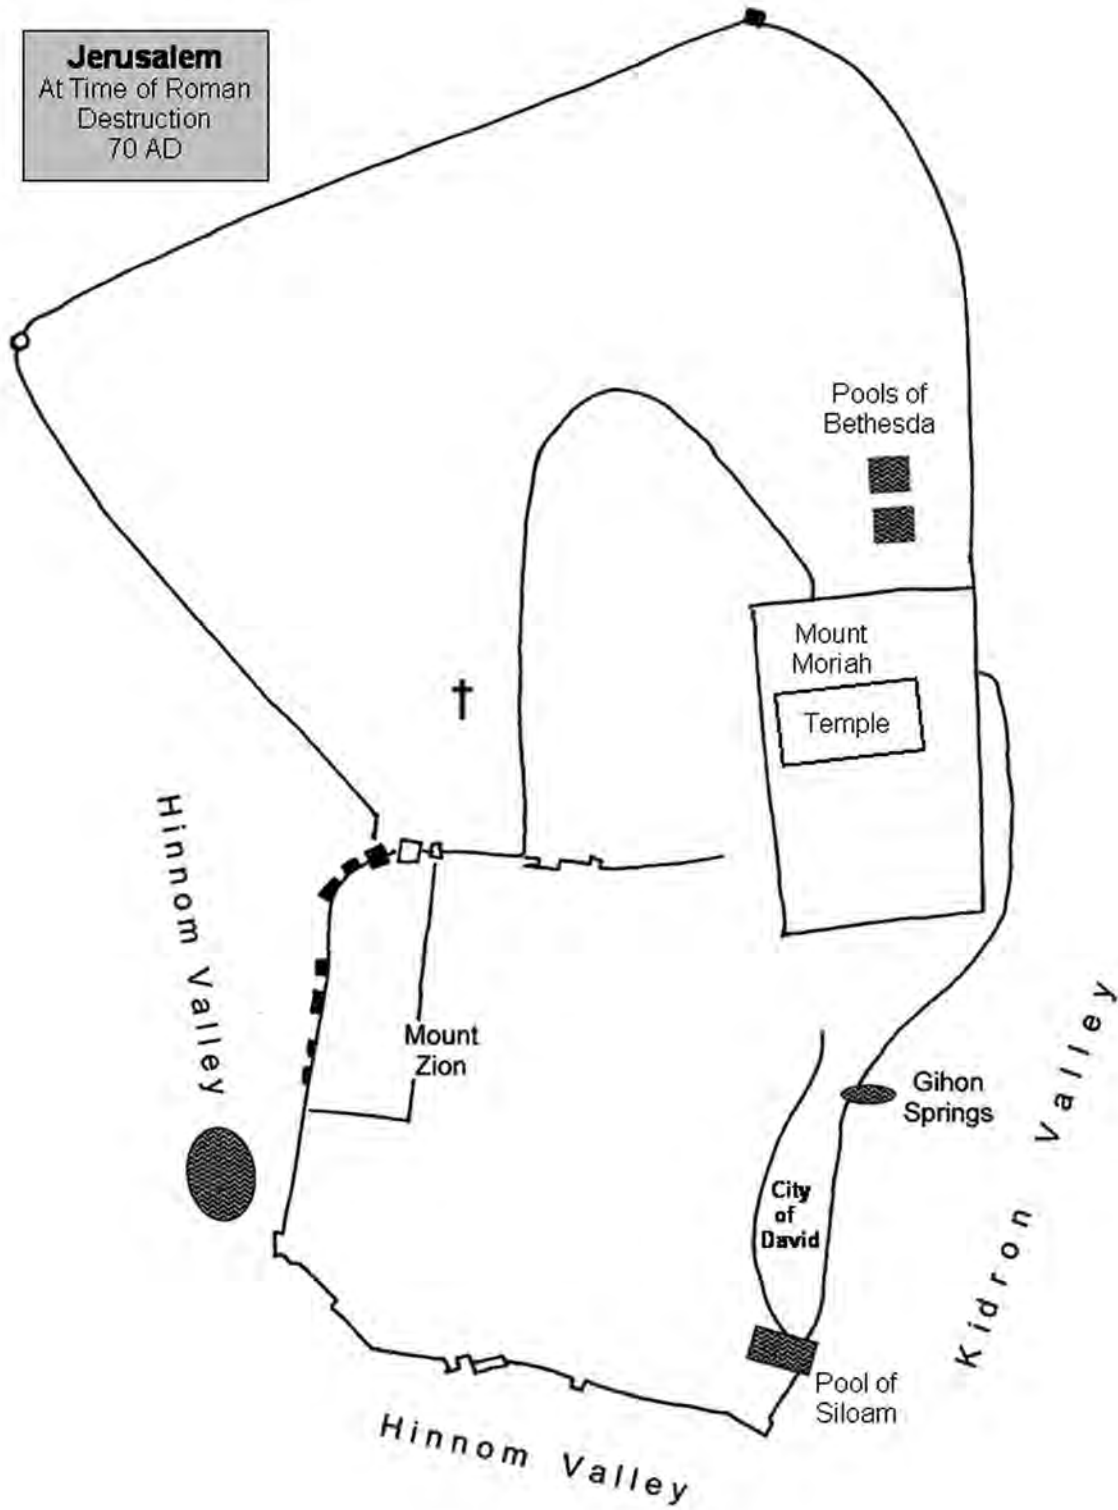 Jerusalem
At Time of Roman
Destruction
70 AD
Pools of
Bethesda
Mount
Moriah
Temple
Hinnom Valley
Mount
Zion
Gihon
Springs
Kidron Valley
City
of
David
Pool of
Siloam
Hinnom Valley